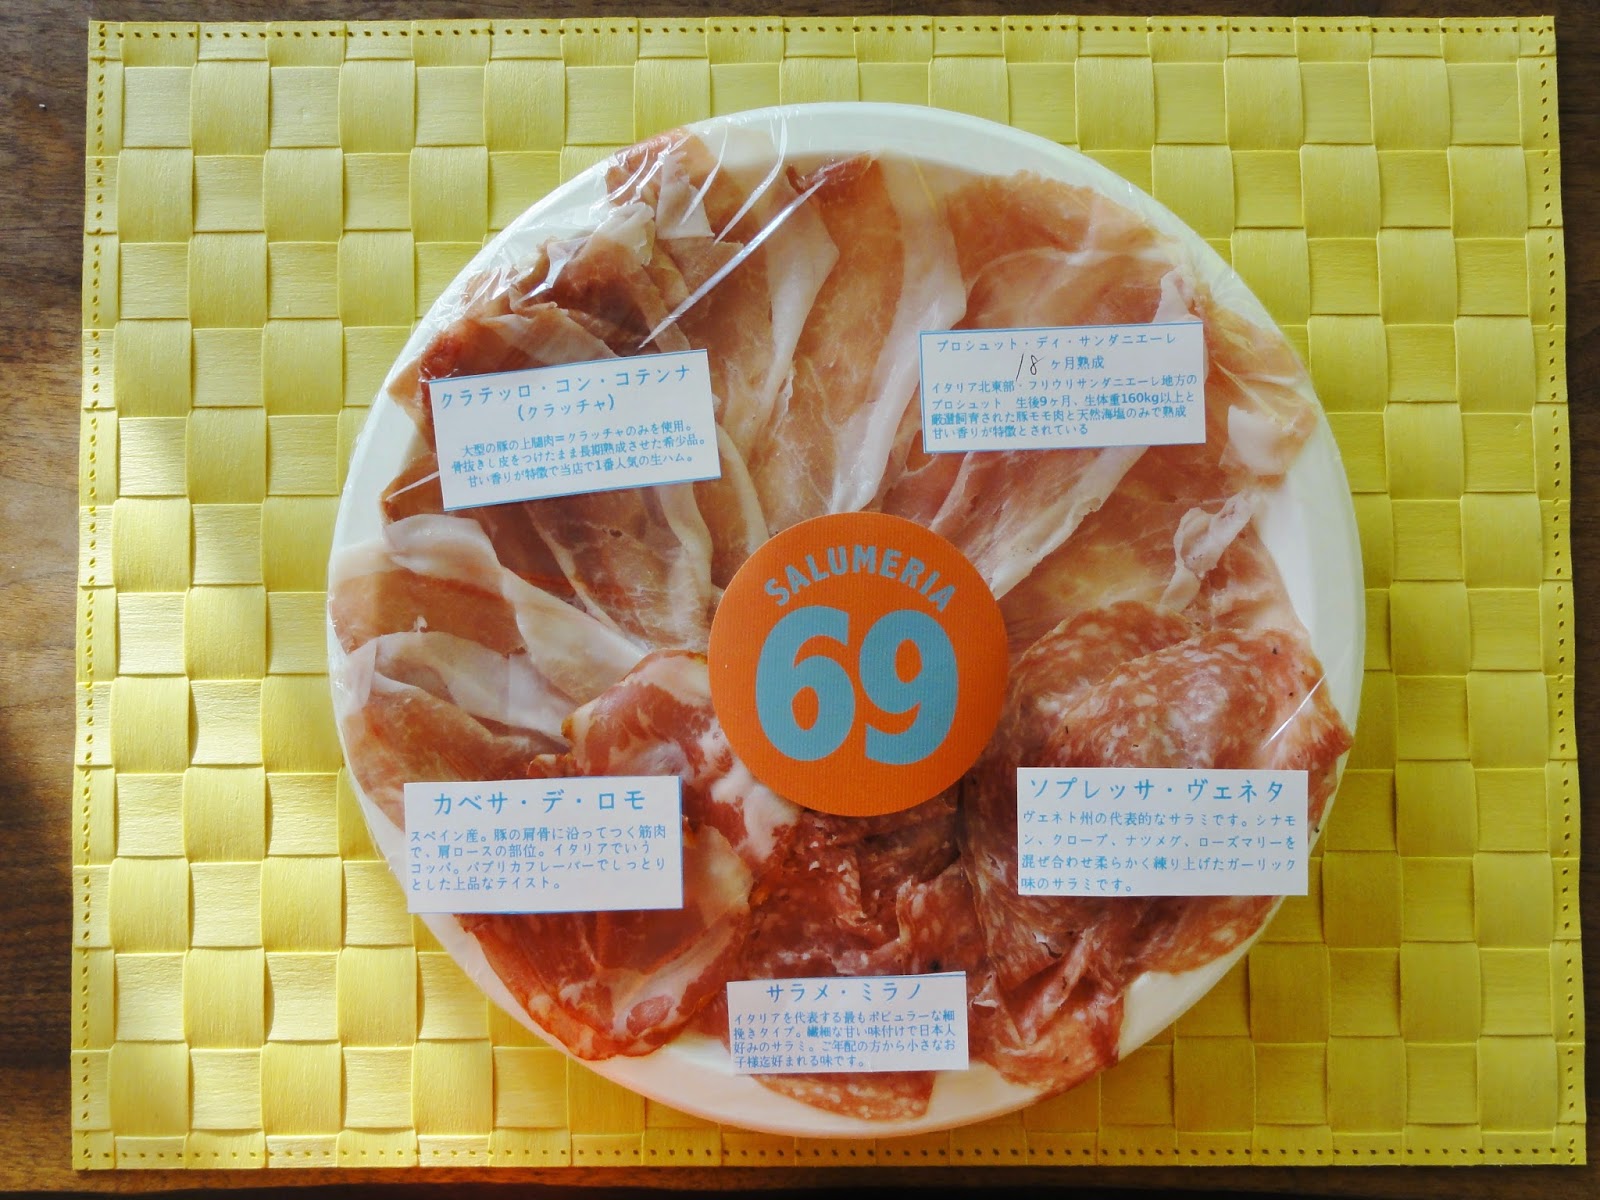 クラテッロ・コン・コテンナ
(クラッチャ)
大型の豚の上腿肉=クラッチャのみを使用。
骨抜きし皮をつけたまま長期熟成させた希少品。
甘い香りが特徴で当店で1番人気の生ハム。
プロシュット・ディ・サンダニエーレ
18ヶ月熟成
イタリア北東部・フリウリサンダニエーレ地方の
プロシュット 生後9ヶ月、生体重160kg以上と
厳選飼育された豚モモ肉と天然海塩のみで熟成
甘い香りが特徴とされている
SALUMERIA
69
カベサ・デ・ロモ
スペイン産。豚の肩骨に沿ってつく筋肉
で、肩ロースの部位。イタリアでいう
コッパ。パプリカフレーバーでしっとり
とした上品なテイスト。
ソプレッサ・ヴェネタ
ヴェネト州の代表的なサラミです。シナモ
ン、クローブ、ナツメグ、ローズマリーを
混ぜ合わせ柔らかく練り上げたガーリック
味のサラミです。
サラメ・ミラノ
イタリアを代表する最もポピュラーな細
挽きタイプ。繊細な甘い味付けで日本人
好みのサラミ。ご年配の方から小さなお
子様迄好まれる味です。